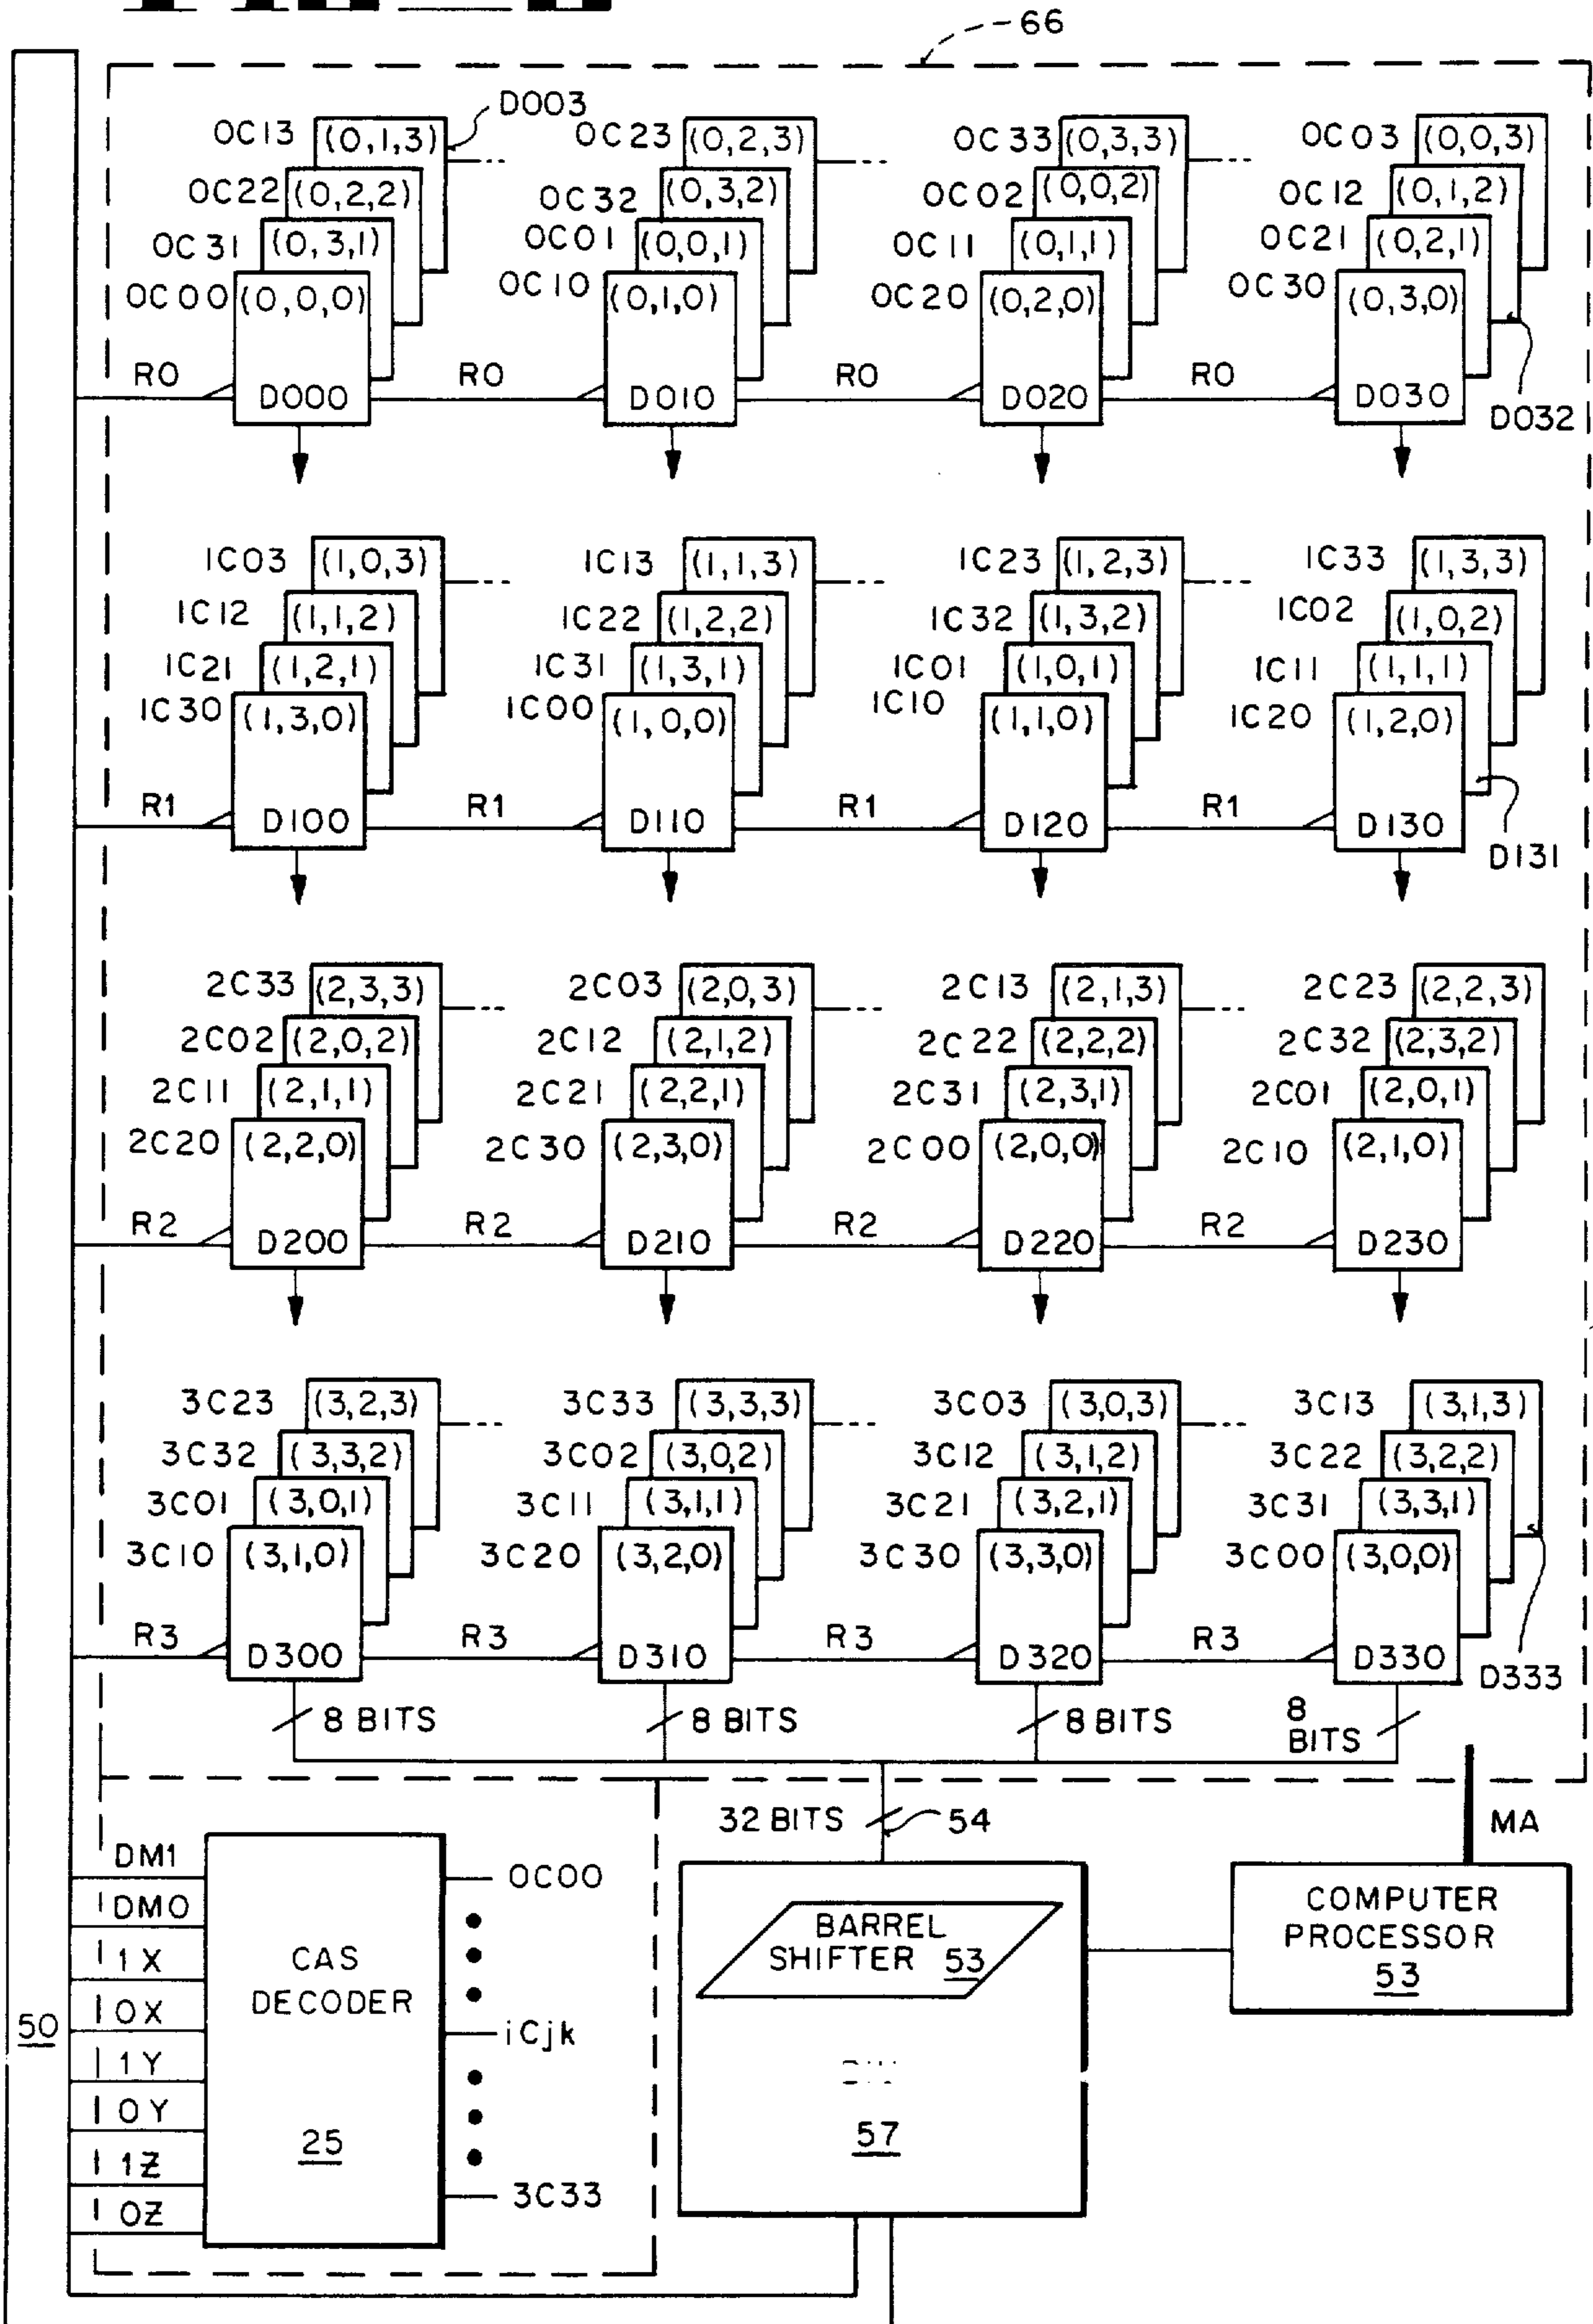 66
D003
0C13 (0,1,3) 0C23 (0,2,3) 0C33 (0,3,3) 0C03 (0,0,3)
0C22 (0,2,2) 0C32 (0,3,2) 0C02 (0,0,2) 0C12 (0,1,2)
0C31 (0,3,1) 0C01 (0,0,1) 0C11 (0,1,1) 0C21 (0,2,1)
0C00 (0,0,0) 0C10 (0,1,0) 0C20 (0,2,0) 0C30 (0,3,0)
R0 D000 R0 D010 R0 D020 R0 D030
D032
1C03 (1,0,3) 1C13 (1,1,3) 1C23 (1,2,3) 1C33 (1,3,3)
1C12 (1,1,2) 1C22 (1,2,2) 1C32 (1,3,2) 1C02 (1,0,2)
1C21 (1,2,1) 1C31 (1,3,1) 1C01 (1,0,1) 1C11 (1,1,1)
1C30 (1,3,0) 1C00 (1,0,0) 1C10 (1,1,0) 1C20 (1,2,0)
R1 D100 R1 D110 R1 D120 R1 D130
D131
2C33 (2,3,3) 2C03 (2,0,3) 2C13 (2,1,3) 2C23 (2,2,3)
2C02 (2,0,2) 2C12 (2,1,2) 2C22 (2,2,2) 2C32 (2,3,2)
2C11 (2,1,1) 2C21 (2,2,1) 2C31 (2,3,1) 2C01 (2,0,1)
2C20 (2,2,0) 2C30 (2,3,0) 2C00 (2,0,0) 2C10 (2,1,0)
R2 D200 R2 D210 R2 D220 R2 D230
3C23 (3,2,3) 3C33 (3,3,3) 3C03 (3,0,3) 3C13 (3,1,3)
3C32 (3,3,2) 3C02 (3,0,2) 3C12 (3,1,2) 3C22 (3,2,2)
3C01 (3,0,1) 3C11 (3,1,1) 3C21 (3,2,1) 3C31 (3,3,1)
3C10 (3,1,0) 3C20 (3,2,0) 3C30 (3,3,0) 3C00 (3,0,0)
R3 D300 R3 D310 R3 D320 R3 D330
D333
8 BITS 8 BITS 8 BITS 8
BITS
32 BITS 54 MA
DM1
DM0
1X
0X
1Y
0Y
1Z
0Z
50
CAS
DECODER
25
0C00
iCjk
3C33
BARREL
SHIFTER 53
57
COMPUTER
PROCESSOR
53